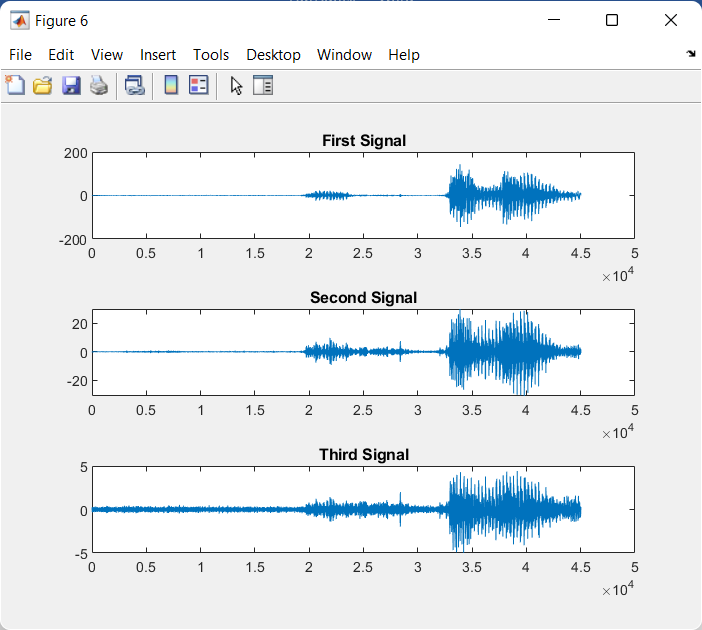 Figure 6
File Edit View Insert Tools Desktop Window Help
First Signal
200
0
-200
0 0.5 1 1.5 2 2.5 3 3.5 4 4.5 5
×10^4
Second Signal
20
0
-20
0 0.5 1 1.5 2 2.5 3 3.5 4 4.5 5
×10^4
Third Signal
5
0
-5
0 0.5 1 1.5 2 2.5 3 3.5 4 4.5 5
×10^4